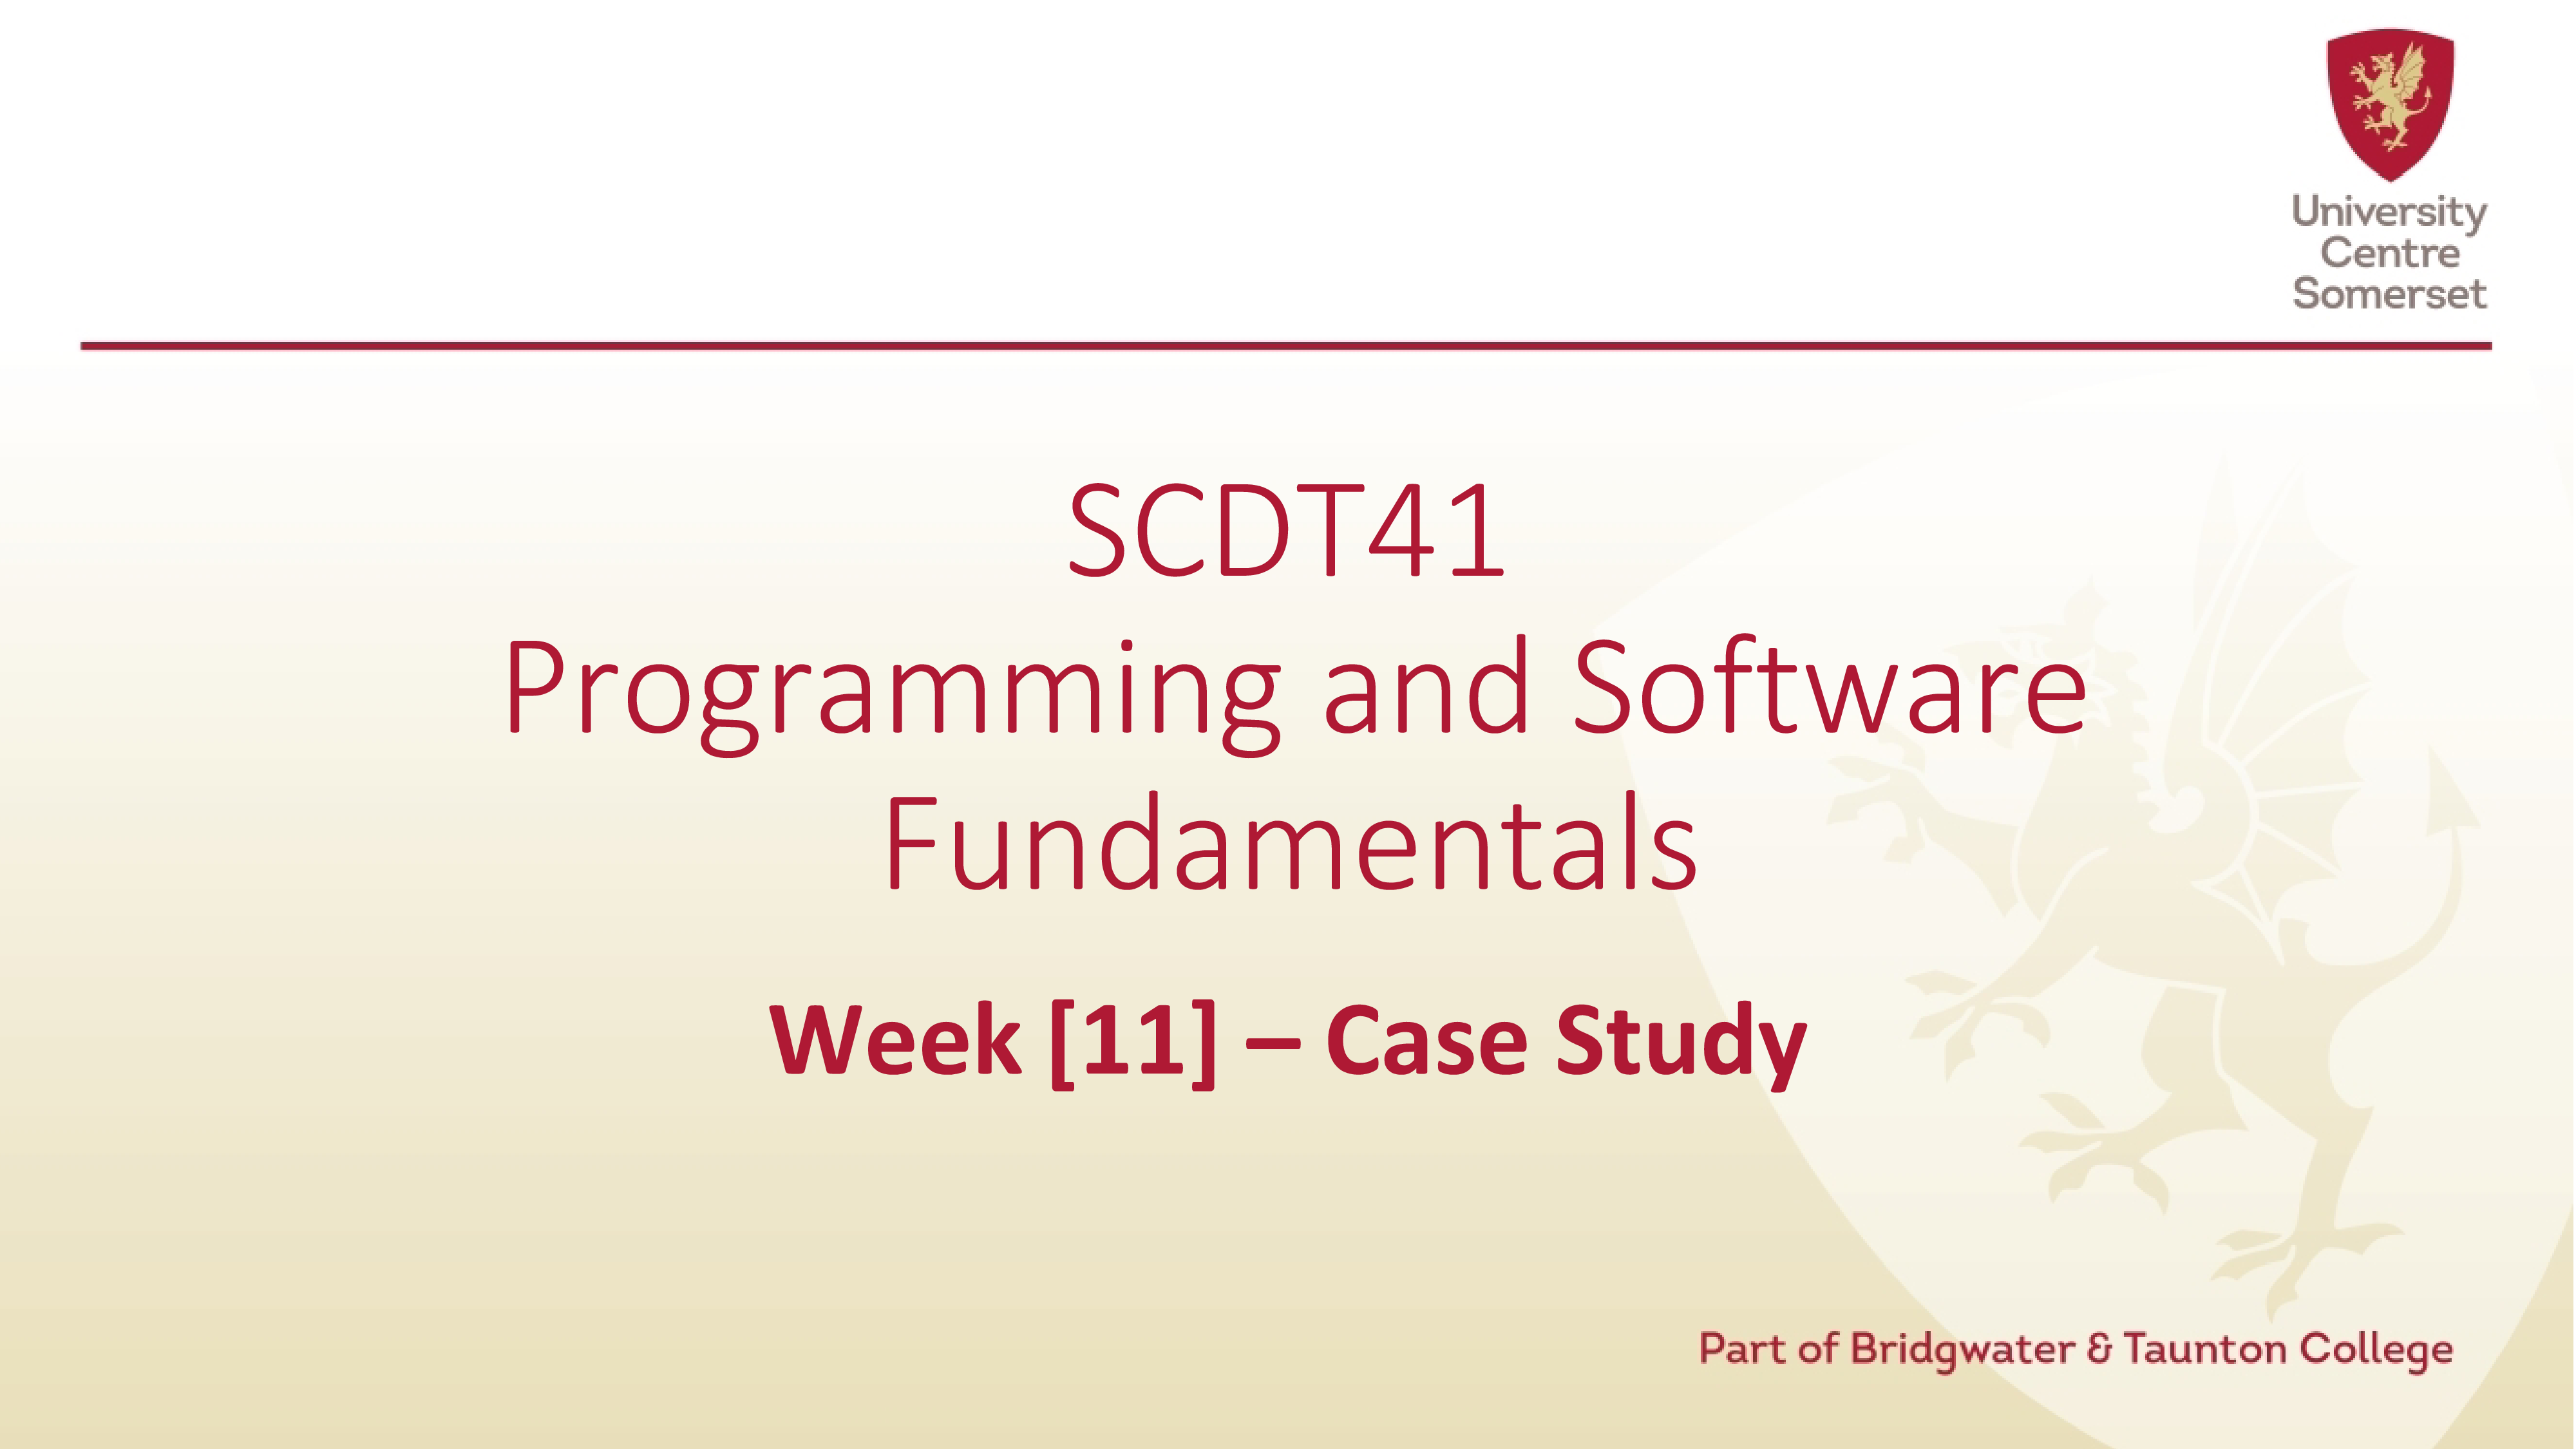 University
Centre
Somerset
SCDT41
Programming and Software
Fundamentals
Week [11] – Case Study
Part of Bridgwater & Taunton College